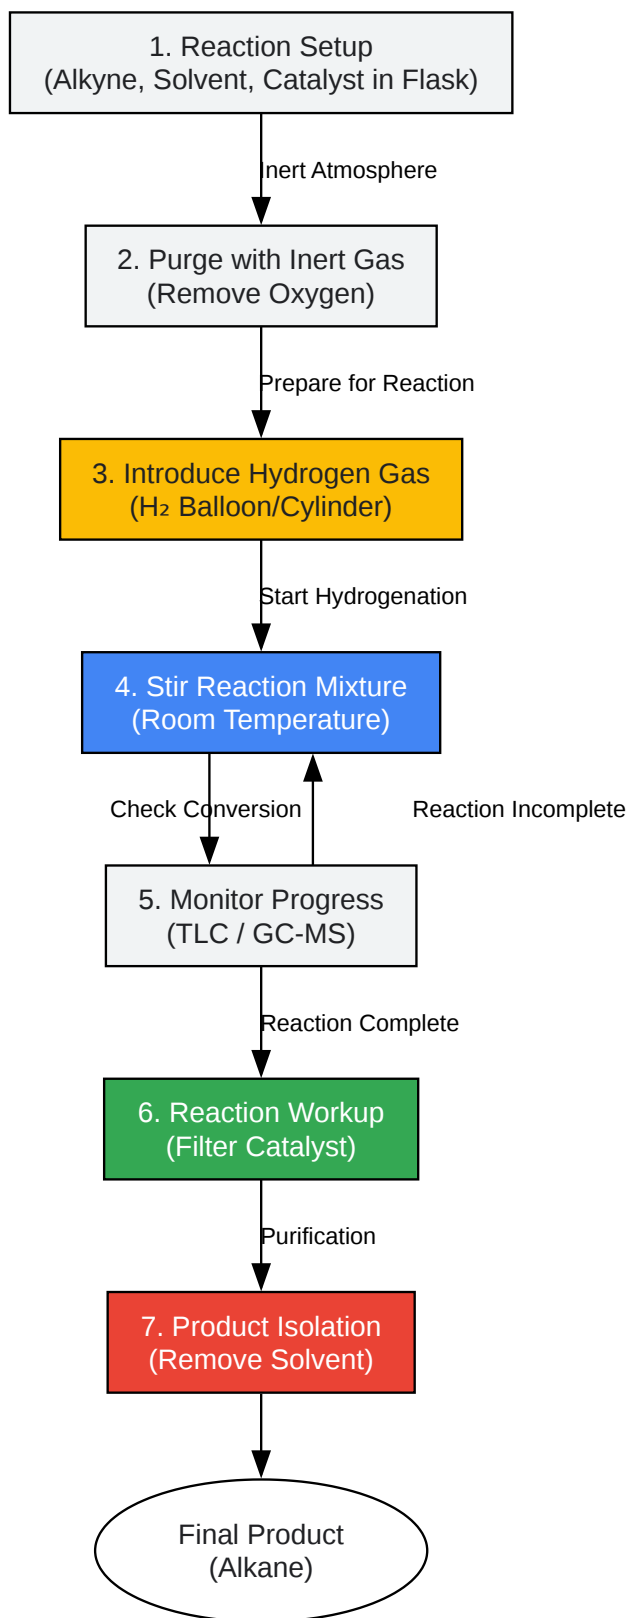 1. Reaction Setup
(Alkyne, Solvent, Catalyst in Flask)
Inert Atmosphere
2. Purge with Inert Gas
(Remove Oxygen)
Prepare for Reaction
3. Introduce Hydrogen Gas
(H₂ Balloon/Cylinder)
Start Hydrogenation
4. Stir Reaction Mixture
(Room Temperature)
Check Conversion
Reaction Incomplete
5. Monitor Progress
(TLC / GC-MS)
Reaction Complete
6. Reaction Workup
(Filter Catalyst)
Purification
7. Product Isolation
(Remove Solvent)
Final Product
(Alkane)